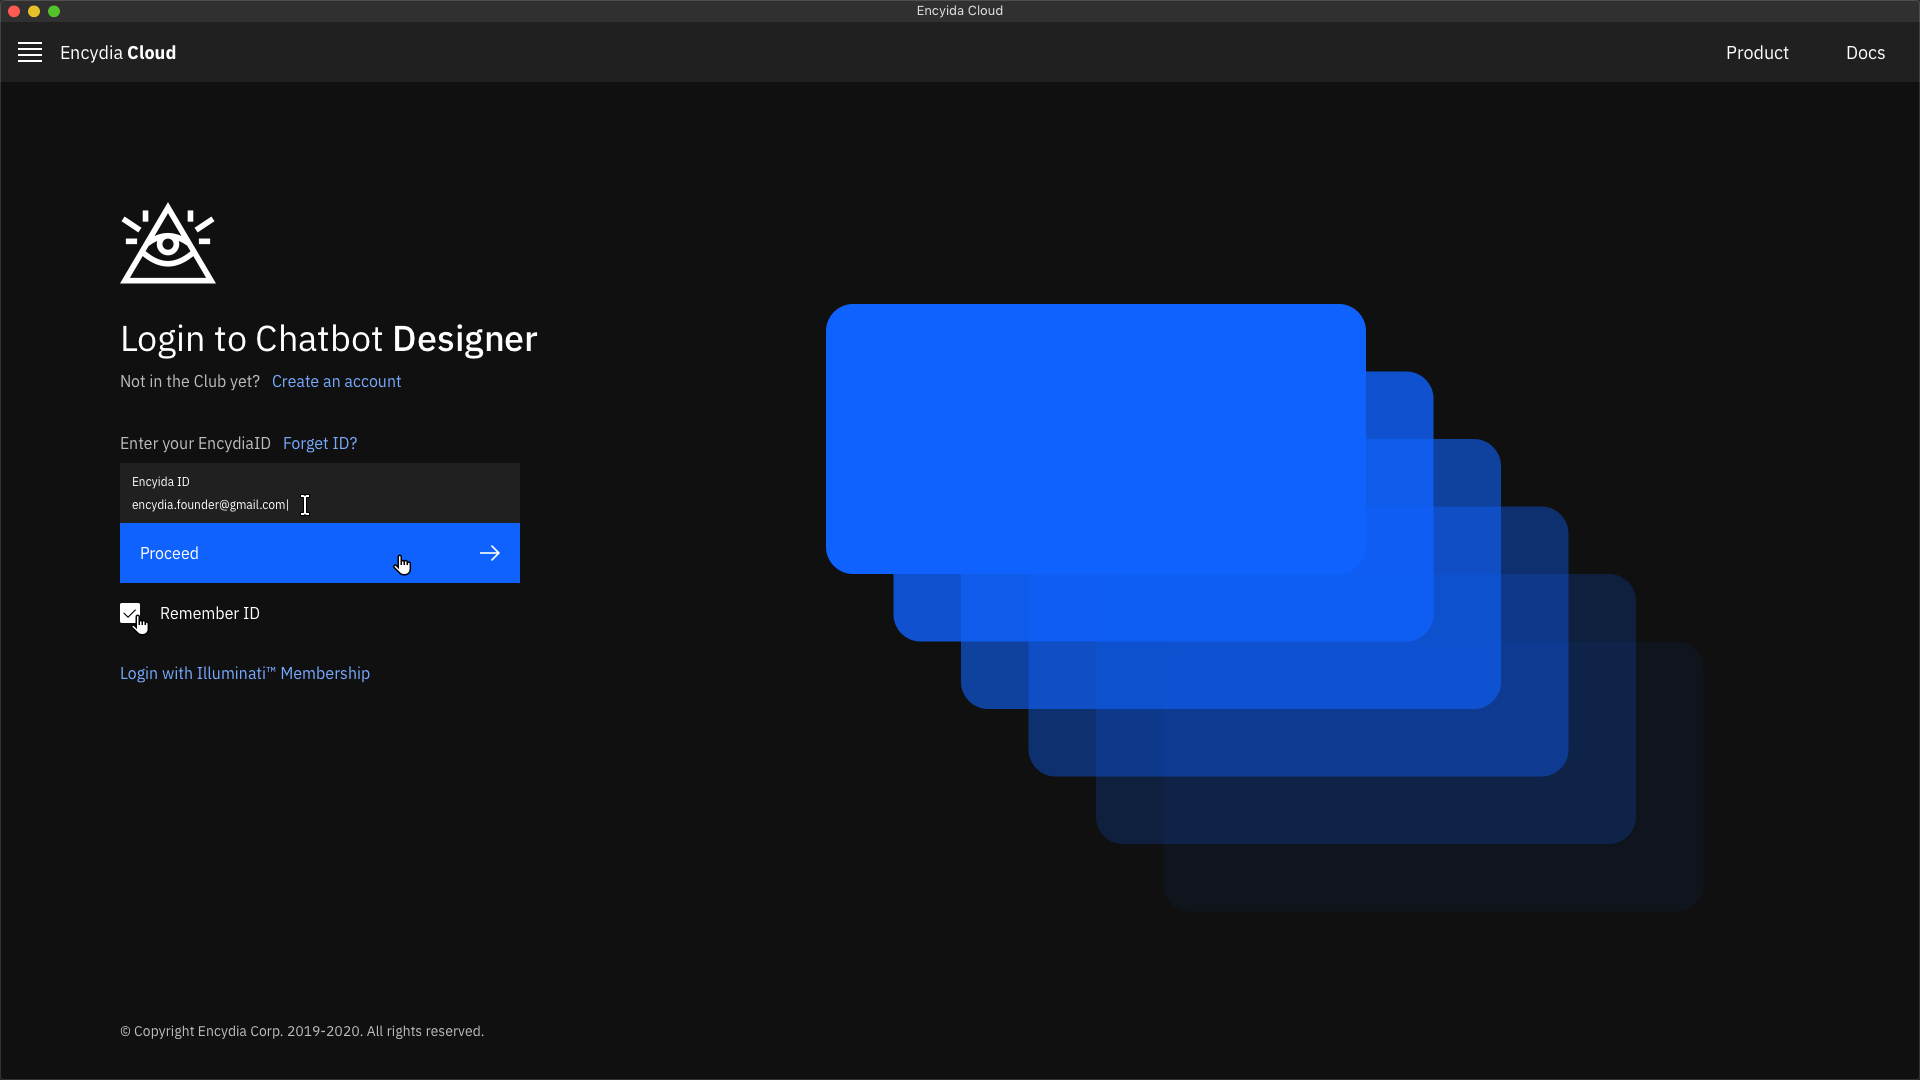 Encyida Cloud
Encydia Cloud
Product
Docs
Login to Chatbot Designer
Not in the Club yet? Create an account
Enter your EncydiaID Forget ID?
Encyida ID
encydia.founder@gmail.com|
Proceed
Remember ID
Login with Illuminati™ Membership
© Copyright Encydia Corp. 2019-2020. All rights reserved.